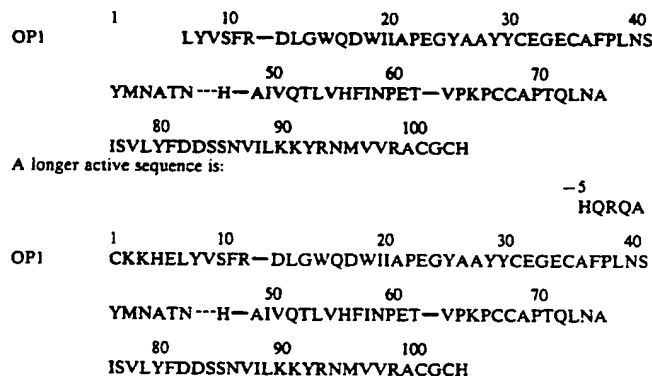 1 10 20 30 40
OP1 LYVSFR—DLGWQDWIIAPEGYAAYYCEGECAFPLNS
50 60 70
YMNATN---H—AIVQTLVHFINPET—VPKPCCAPTQLNA
80 90 100
ISVLYFDDSSNVILKKYRNMVVRACGCH
A longer active sequence is:
−5
HQRQA
1 10 20 30 40
OP1 CKKHELYVSFR—DLGWQDWIIAPEGYAAYYCEGECAFPLNS
50 60 70
YMNATN---H—AIVQTLVHFINPET—VPKPCCAPTQLNA
80 90 100
ISVLYFDDSSNVILKKYRNMVVRACGCH